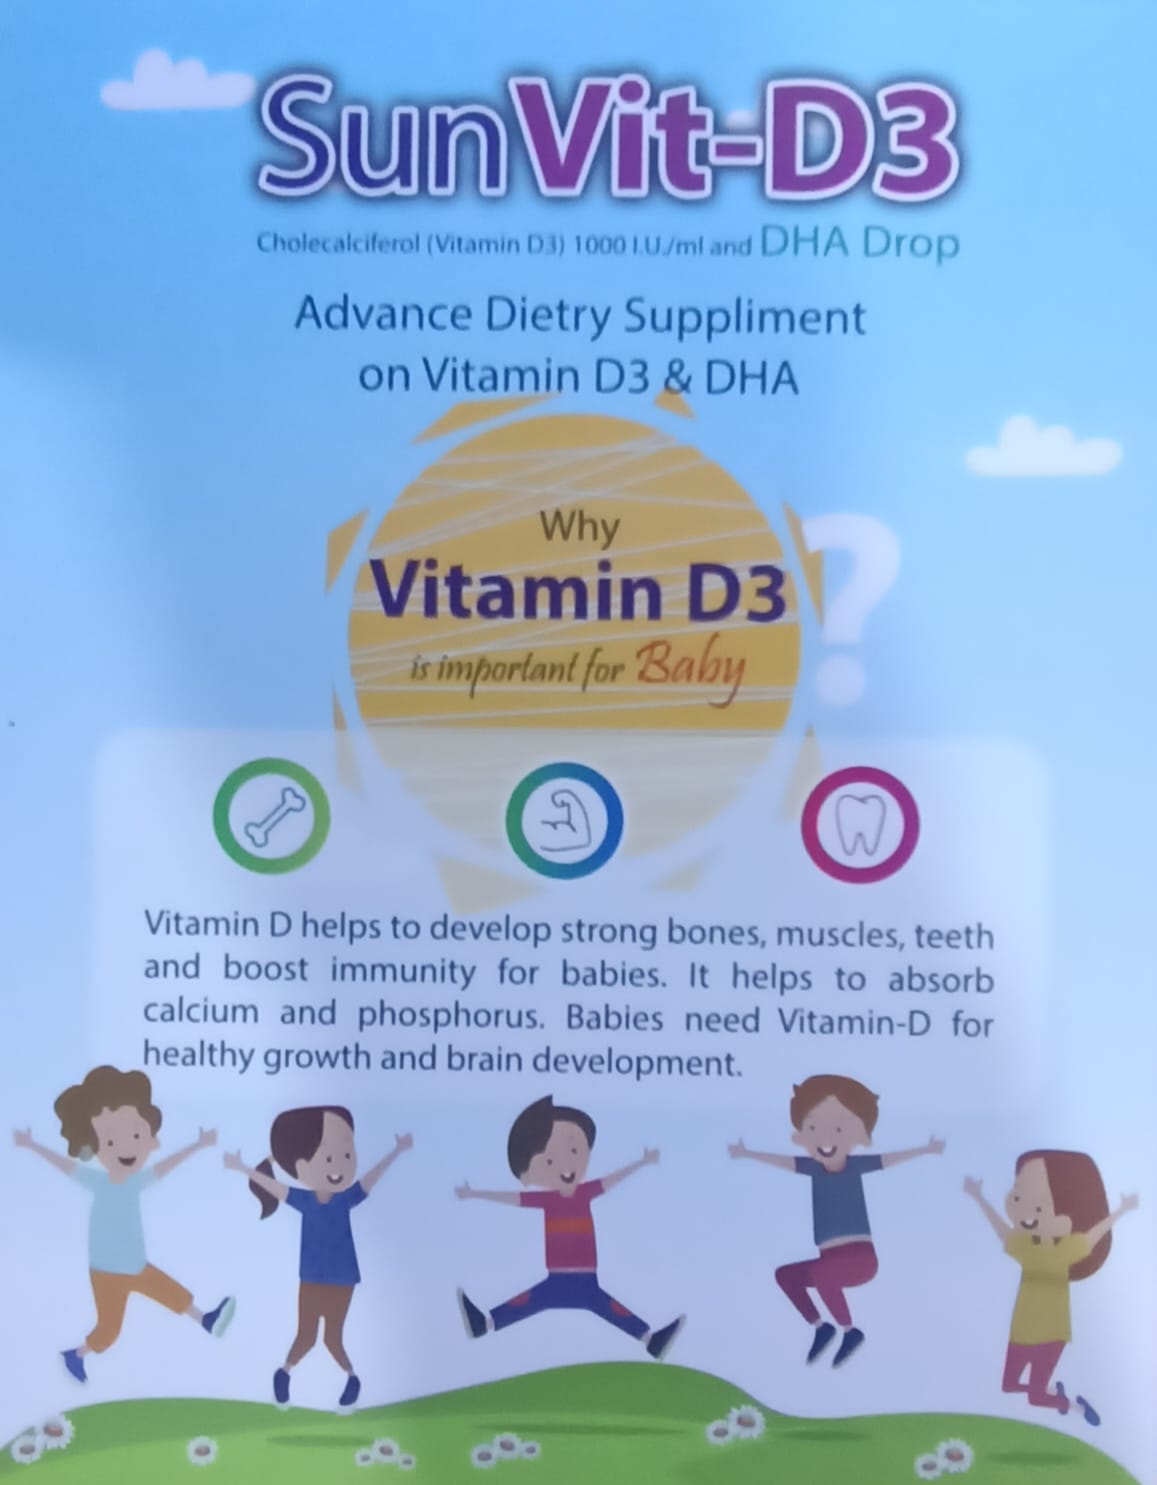 SunVit-D3
Cholecalciferol (Vitamin D3) 1000 I.U./ml and DHA Drop
Advance Dietry Suppliment
on Vitamin D3 & DHA
Why
Vitamin D3
is important for Baby
?
Vitamin D helps to develop strong bones, muscles, teeth
and boost immunity for babies. It helps to absorb
calcium and phosphorus. Babies need Vitamin-D for
healthy growth and brain development.